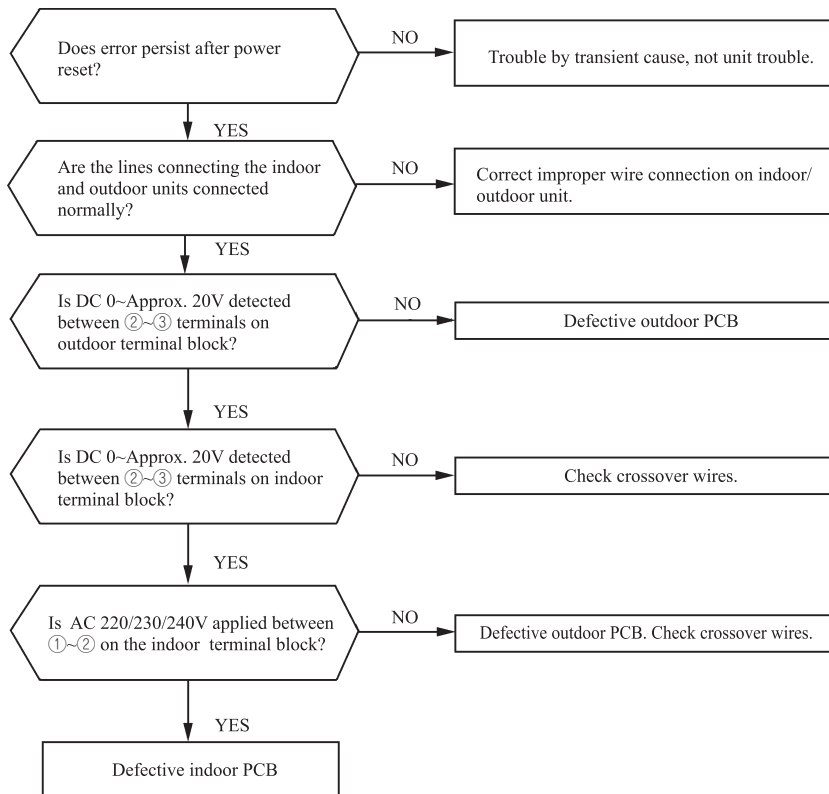 Does error persist after power
reset?
NO
Trouble by transient cause, not unit trouble.
YES
Are the lines connecting the indoor
and outdoor units connected
normally?
NO
Correct improper wire connection on indoor/
outdoor unit.
YES
Is DC 0~Approx. 20V detected
between ②~③ terminals on
outdoor terminal block?
NO
Defective outdoor PCB
YES
Is DC 0~Approx. 20V detected
between ②~③ terminals on indoor
terminal block?
NO
Check crossover wires.
YES
Is AC 220/230/240V applied between
①~② on the indoor terminal block?
NO
Defective outdoor PCB. Check crossover wires.
YES
Defective indoor PCB